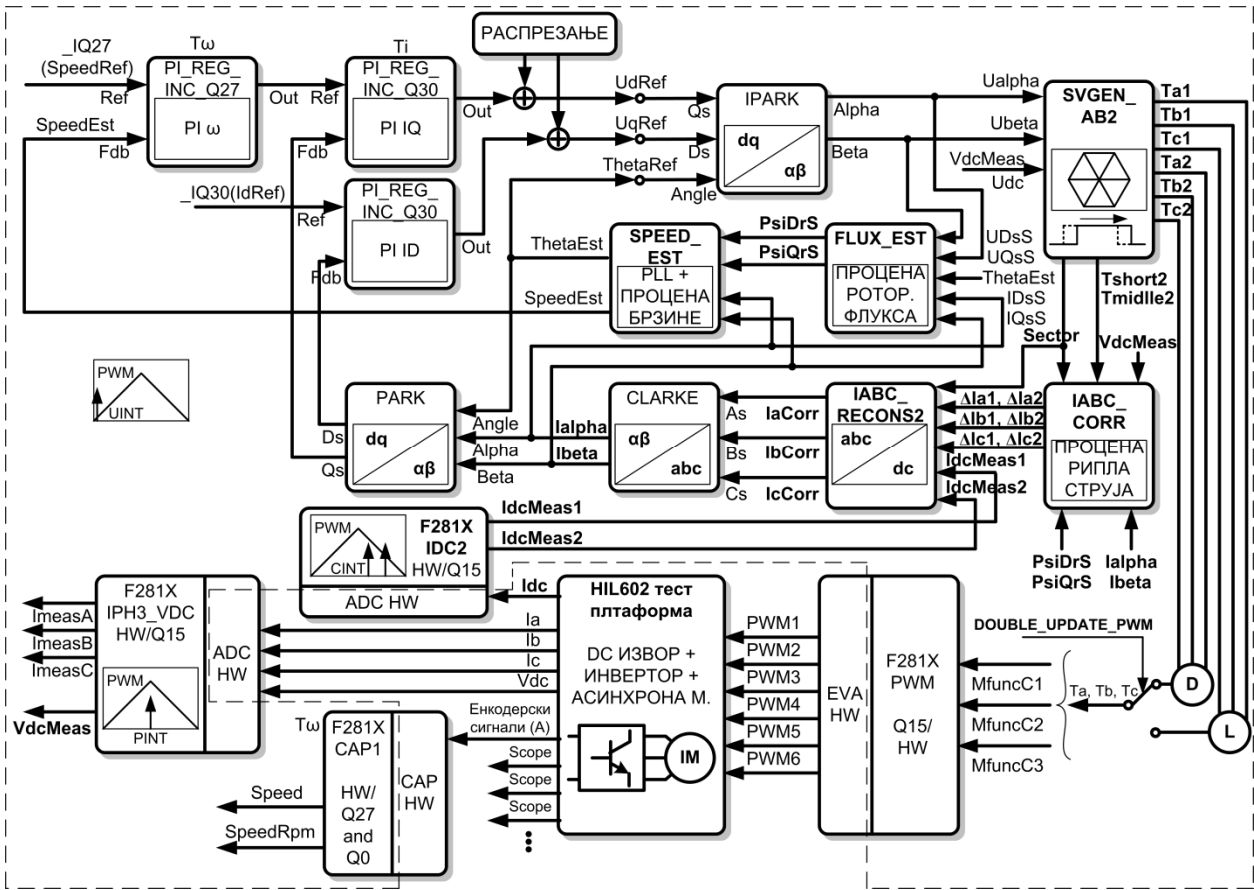 РАСПРЕЗАЊЕ
_IQ27
(SpeedRef)
Ref
Tω
PI_REG_
INC_Q27
PI ω
Out
SpeedEst
Fdb
Ref
Ti
PI_REG_
INC_Q30
PI IQ
Out
Fdb
_IQ30(IdRef)
Ref
PI_REG_
INC_Q30
PI ID
Out
Fdb
UdRef
UqRef
ThetaRef
Qs
Ds
Angle
IPARK
dq
αβ
Alpha
Beta
Ualpha
Ubeta
VdcMeas
Udc
SVGEN_
AB2
Ta1
Tb1
Tc1
Ta2
Tb2
Tc2
ThetaEst
SpeedEst
SPEED_
EST
PLL +
ПРОЦЕНА
БРЗИНЕ
PsiDrS
PsiQrS
FLUX_EST
ПРОЦЕНА
РОТОР.
ФЛУКСА
UDsS
UQsS
ThetaEst
IDsS
IQsS
Tshort2
TmidlIe2
Sector
VdcMeas
PWM
UINT
PARK
dq
αβ
Ds
Qs
Angle
Alpha
Beta
Ialpha
Ibeta
CLARKE
αβ
abc
As
Bs
Cs
IaCorr
IbCorr
IcCorr
IABC_
RECONS2
abc
dc
ΔIa1, ΔIa2
ΔIb1, ΔIb2
ΔIc1, ΔIc2
IdcMeas1
IdcMeas2
IABC_
CORR
ПРОЦЕНА
РИПЛА
СТРУЈА
PsiDrS
PsiQrS
Ialpha
Ibeta
PWM
CINT
F281X
IDC2
HW/Q15
ADC HW
IdcMeas1
IdcMeas2
Idc
ImeasA
ImeasB
ImeasC
VdcMeas
F281X
IPH3_VDC
HW/Q15
PWM
PINT
ADC
HW
Ia
Ib
Ic
Vdc
HIL602 тест
плтаформа
DC ИЗВОР +
ИНВЕРТОР +
АСИНХРОНА М.
IM
Tω
F281X
CAP1
HW/
Q27
and
Q0
CAP
HW
Speed
SpeedRpm
Енкодерски
сигнали (A)
Scope
Scope
Scope
PWM1
PWM2
PWM3
PWM4
PWM5
PWM6
EVA
HW
F281X
PWM
Q15/
HW
DOUBLE_UPDATE_PWM
MfuncC1
MfuncC2
MfuncC3
Ta, Tb, Tc
D
L